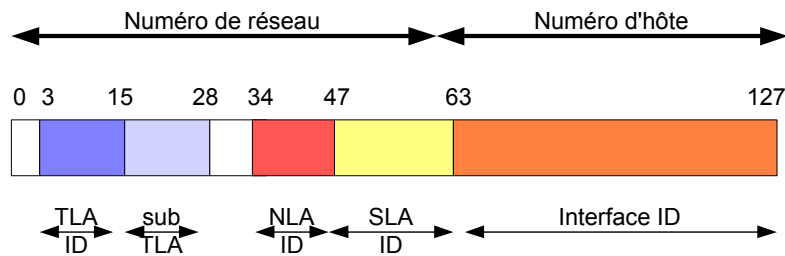 Numéro de réseau Numéro d'hôte
0 3 15 28 34 47 63 127
TLA sub NLA SLA Interface ID
ID TLA ID ID